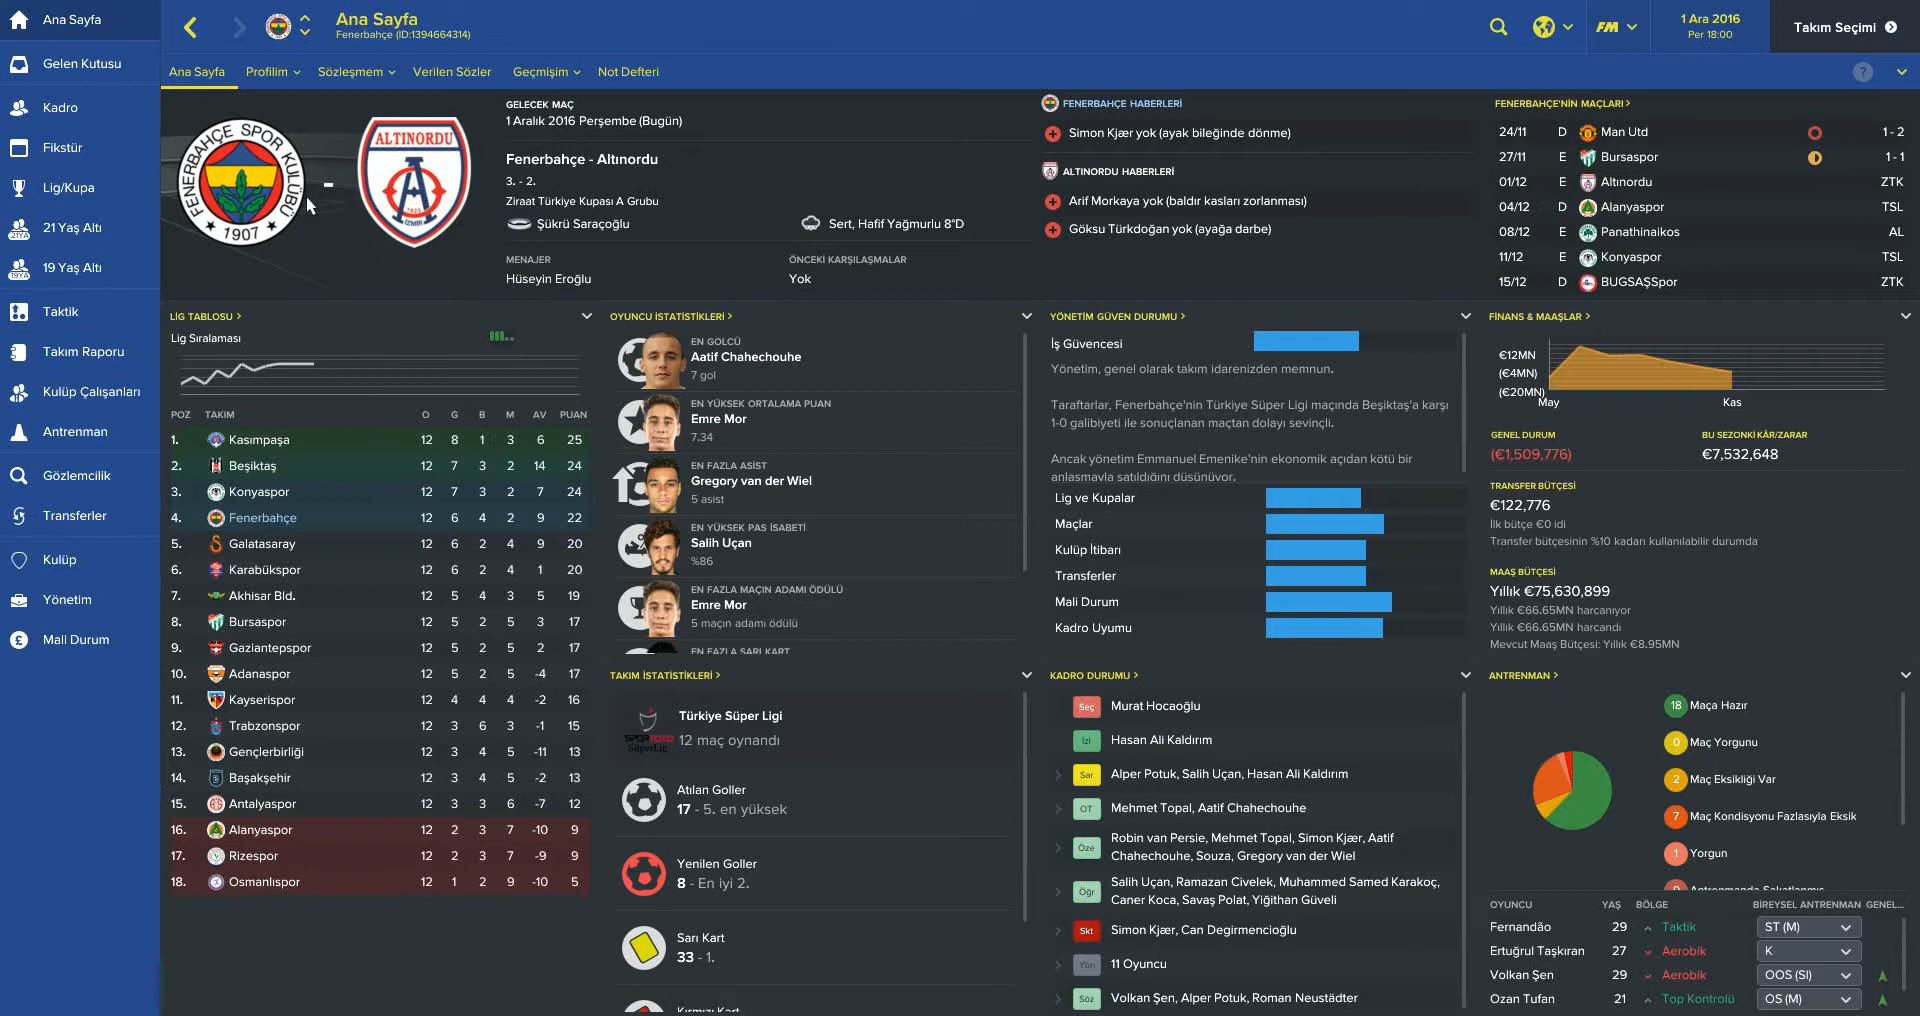 Ana Sayfa
Gelen Kutusu
Kadro
Fikstür
Lig/Kupa
21 Yaş Altı
19 Yaş Altı
Taktik
Takım Raporu
Kulüp Çalışanları
Antrenman
Gözlemcilik
Transferler
Kulüp
Yönetim
Mali Durum
Ana Sayfa
Fenerbahçe (ID:1394664314)
FM
1 Ara 2016
Per 18:00
Takım Seçimi
Ana Sayfa Profilim Sözleşmem Verilen Sözler Geçmişim Not Defteri
FENERBAHÇE SPOR KULÜBÜ
1907
-
ALTINORDU
İZMİR
GELECEK MAÇ
1 Aralık 2016 Perşembe (Bugün)
Fenerbahçe - Altınordu
3. - 2.
Ziraat Türkiye Kupası A Grubu
Şükrü Saraçoğlu
Sert, Hafif Yağmurlu 8°D
MENAJER
Hüseyin Eroğlu
ÖNCEKİ KARŞILAŞMALAR
Yok
FENERBAHÇE HABERLERİ
Simon Kjær yok (ayak bileğinde dönme)
ALTINORDU HABERLERİ
Arif Morkaya yok (baldır kasları zorlanması)
Göksu Türkdoğan yok (ayağa darbe)
FENERBAHÇE'NİN MAÇLARI >
24/11 D Man Utd 1 - 2
27/11 E Bursaspor 1 - 1
01/12 E Altınordu ZTK
04/12 D Alanyaspor TSL
08/12 E Panathinaikos AL
11/12 E Konyaspor TSL
15/12 D BUGSAŞSpor ZTK
LİG TABLOSU >
Lig Sıralaması
POZ TAKIM O G B M AV PUAN
1. Kasımpaşa 12 8 1 3 6 25
2. Beşiktaş 12 7 3 2 14 24
3. Konyaspor 12 7 3 2 7 24
4. Fenerbahçe 12 6 4 2 9 22
5. Galatasaray 12 6 2 4 9 20
6. Karabükspor 12 6 2 4 1 20
7. Akhisar Bld. 12 5 4 3 5 19
8. Bursaspor 12 5 2 5 3 17
9. Gaziantepspor 12 5 2 5 2 17
10. Adanaspor 12 5 2 5 -4 17
11. Kayserispor 12 4 4 4 -2 16
12. Trabzonspor 12 3 6 3 -1 15
13. Gençlerbirliği 12 3 4 5 -11 13
14. Başakşehir 12 3 4 5 -2 13
15. Antalyaspor 12 3 3 6 -7 12
16. Alanyaspor 12 2 3 7 -10 9
17. Rizespor 12 2 3 7 -9 9
18. Osmanlıspor 12 1 2 9 -10 5
OYUNCU İSTATİSTİKLERİ >
EN GOLCÜ
Aatif Chahechouhe
7 gol
EN YÜKSEK ORTALAMA PUAN
Emre Mor
7.34
EN FAZLA ASİST
Gregory van der Wiel
5 asist
EN YÜKSEK PAS İSABETİ
Salih Uçan
%86
EN FAZLA MAÇIN ADAMI ÖDÜLÜ
Emre Mor
5 maçın adamı ödülü
EN FAZLA SARI KART
TAKIM İSTATİSTİKLERİ >
Türkiye Süper Ligi
12 maç oynandı
Atılan Goller
17 - 5. en yüksek
Yenilen Goller
8 - En iyi 2.
Sarı Kart
33 - 1.
Kırmızı Kart
YÖNETİM GÜVEN DURUMU >
İş Güvencesi
Yönetim, genel olarak takım idarenizden memnun.
Taraftarlar, Fenerbahçe'nin Türkiye Süper Ligi maçında Beşiktaş'a karşı
1-0 galibiyeti ile sonuçlanan maçtan dolayı sevinçli.
Ancak yönetim Emmanuel Emenike'nin ekonomik açıdan kötü bir
anlaşmayla satıldığını düşünüyor.
Lig ve Kupalar
Maçlar
Kulüp İtibarı
Transferler
Mali Durum
Kadro Uyumu
KADRO DURUMU >
Seç Murat Hocaoğlu
İzi Hasan Ali Kaldırım
Sar Alper Potuk, Salih Uçan, Hasan Ali Kaldırım
OT Mehmet Topal, Aatif Chahechouhe
Öze Robin van Persie, Mehmet Topal, Simon Kjær, Aatif
Chahechouhe, Souza, Gregory van der Wiel
Öğr Salih Uçan, Ramazan Civelek, Muhammed Samed Karakoç,
Caner Koca, Savaş Polat, Yiğithan Güveli
Skt Simon Kjær, Can Degirmencioğlu
Ybn 11 Oyuncu
Söz Volkan Şen, Alper Potuk, Roman Neustädter
FİNANS & MAAŞLAR >
€12MN
(€4MN)
(€20MN)
May Kas
GENEL DURUM
(€1,509,776)
BU SEZONKİ KÂR/ZARAR
€7,532,648
TRANSFER BÜTÇESİ
€122,776
İlk bütçe €0 idi
Transfer bütçesinin %10 kadarı kullanılabilir durumda
MAAŞ BÜTÇESİ
Yıllık €75,630,899
Yıllık €66.65MN harcanıyor
Yıllık €66.65MN harcandı
Mevcut Maaş Bütçesi: Yıllık €8.95MN
ANTRENMAN >
18 Maça Hazır
0 Maç Yorgunu
2 Maç Eksikliği Var
7 Maç Kondisyonu Fazlasıyla Eksik
1 Yorgun
0 Antrenmanda Sakatlanmış
OYUNCU YAŞ BÖLGE BİREYSEL ANTRENMAN GENEL...
Fernandão 29 Taktik ST (M)
Ertuğrul Taşkıran 27 Aerobik K
Volkan Şen 29 Aerobik OOS (Sl)
Ozan Tufan 21 Top Kontrolü OS (M)